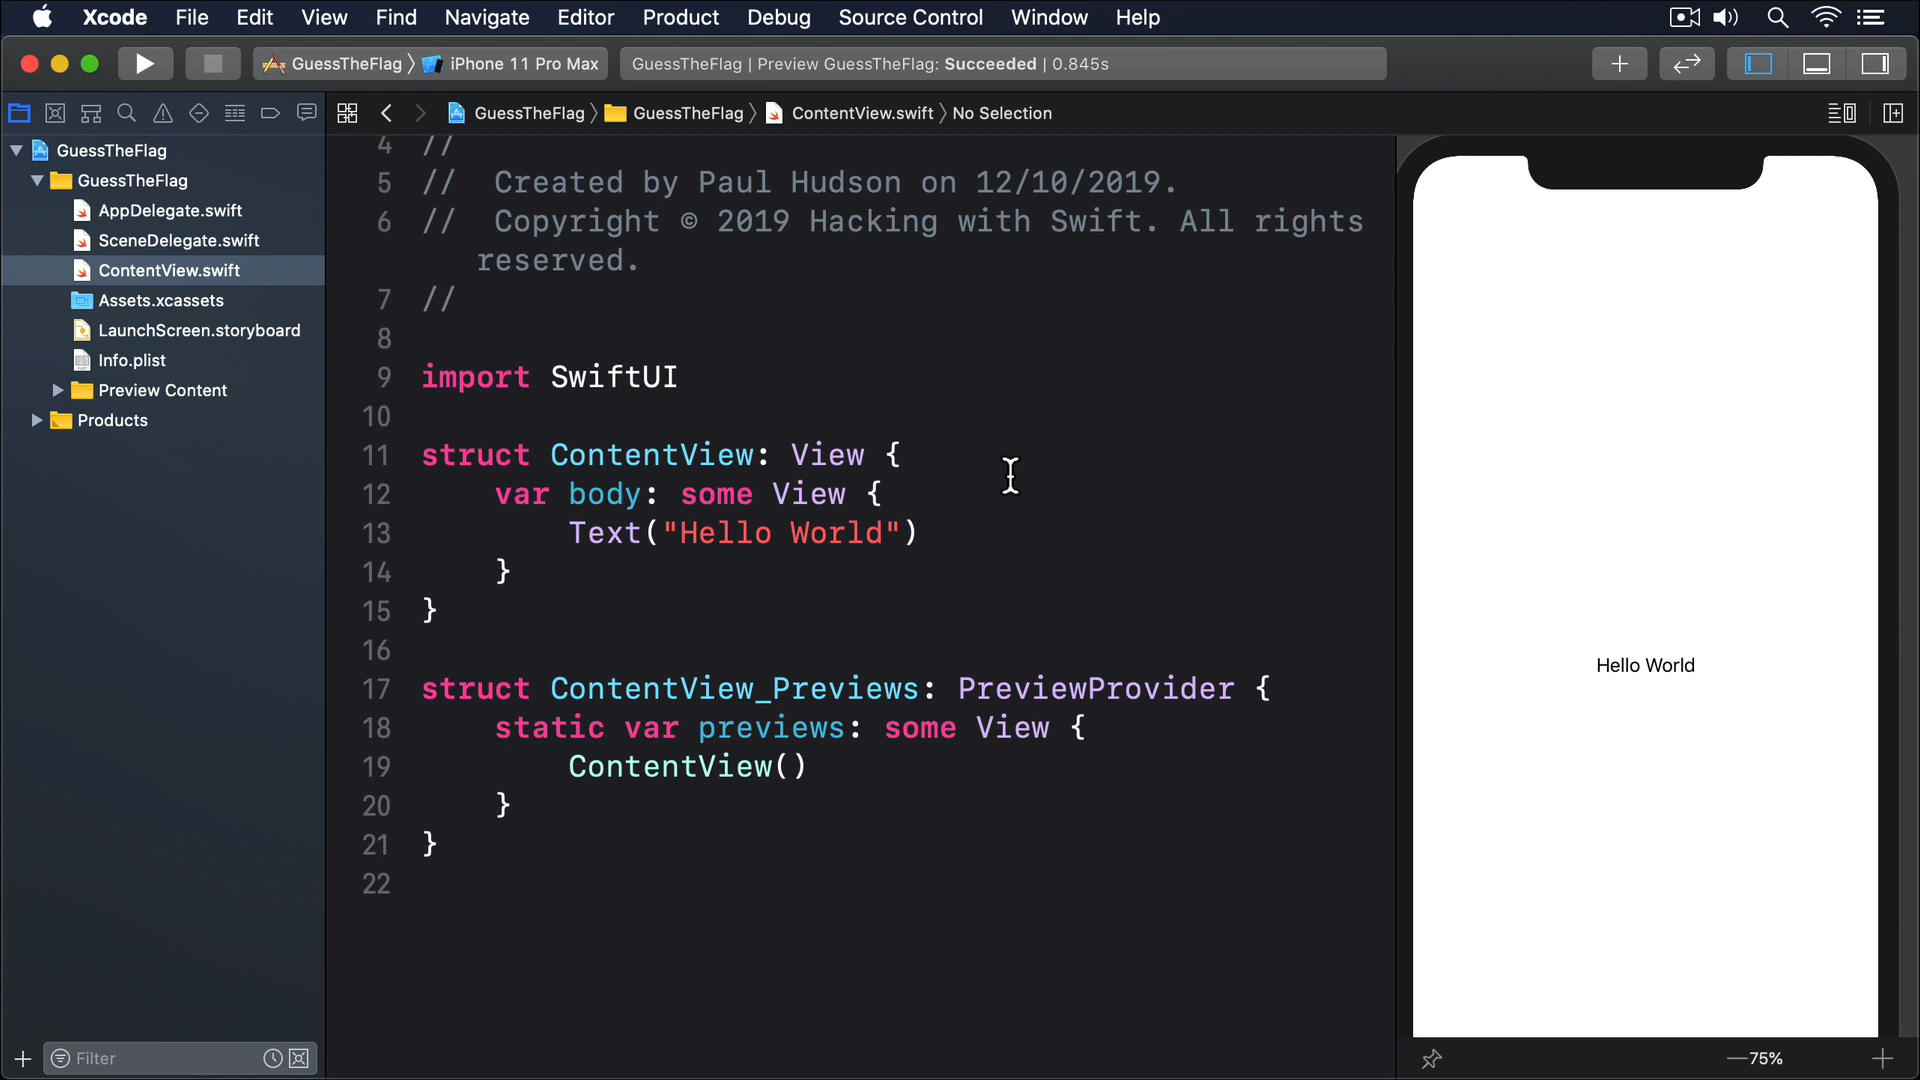 Xcode File Edit View Find Navigate Editor Product Debug Source Control Window Help
GuessTheFlag iPhone 11 Pro Max GuessTheFlag | Preview GuessTheFlag: Succeeded | 0.845s
GuessTheFlag GuessTheFlag ContentView.swift No Selection
GuessTheFlag
GuessTheFlag
AppDelegate.swift
SceneDelegate.swift
ContentView.swift
Assets.xcassets
LaunchScreen.storyboard
Info.plist
Preview Content
Products
Filter
4 //
5 // Created by Paul Hudson on 12/10/2019.
6 // Copyright © 2019 Hacking with Swift. All rights
reserved.
7 //
8
9 import SwiftUI
10
11 struct ContentView: View {
12 var body: some View {
13 Text("Hello World")
14 }
15 }
16
17 struct ContentView_Previews: PreviewProvider {
18 static var previews: some View {
19 ContentView()
20 }
21 }
22
Hello World
75%